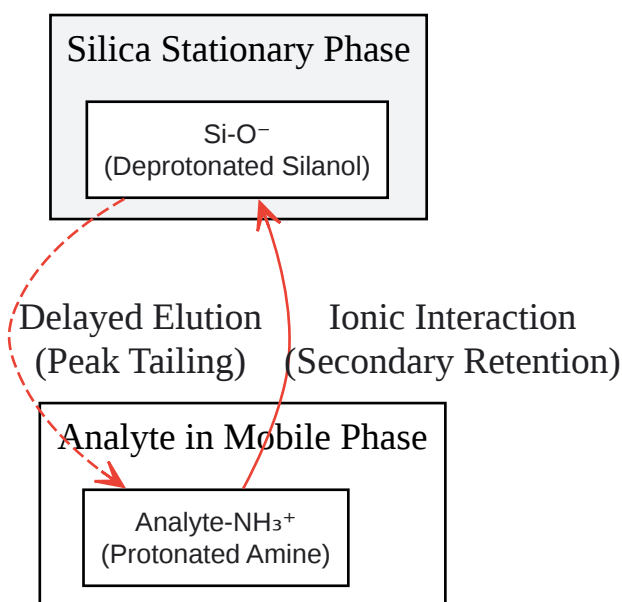 Silica Stationary Phase
Si-O⁻
(Deprotonated Silanol)
Delayed Elution
(Peak Tailing)
Ionic Interaction
(Secondary Retention)
Analyte in Mobile Phase
Analyte-NH₃⁺
(Protonated Amine)